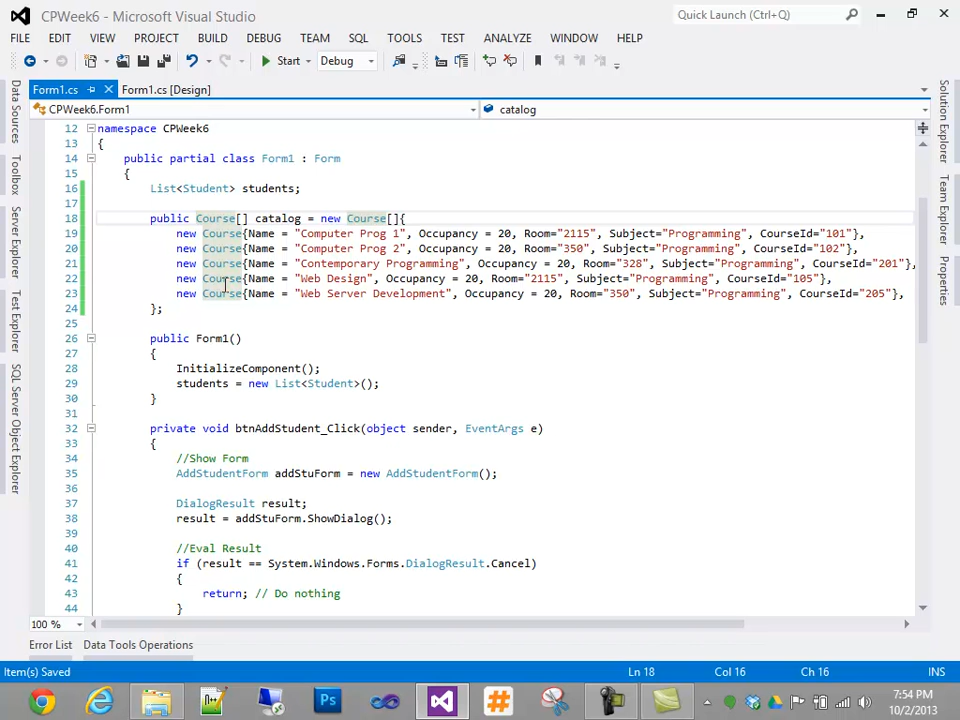 CPWeek6 - Microsoft Visual Studio
Quick Launch (Ctrl+Q)
FILE EDIT VIEW PROJECT BUILD DEBUG TEAM SQL TOOLS TEST ANALYZE WINDOW HELP
Start Debug
Form1.cs Form1.cs [Design]
CPWeek6.Form1 catalog
Data Sources
Toolbox
Server Explorer
Test Explorer
SQL Server Object Explorer
12 namespace CPWeek6
13 {
14 public partial class Form1 : Form
15 {
16 List<Student> students;
17
18 public Course[] catalog = new Course[]{
19 new Course{Name = "Computer Prog 1", Occupancy = 20, Room="2115", Subject="Programming", CourseId="101"},
20 new Course{Name = "Computer Prog 2", Occupancy = 20, Room="350", Subject="Programming", CourseId="102"},
21 new Course{Name = "Contemporary Programming", Occupancy = 20, Room="328", Subject="Programming", CourseId="201"},
22 new Course{Name = "Web Design", Occupancy = 20, Room="2115", Subject="Programming", CourseId="105"},
23 new Course{Name = "Web Server Development", Occupancy = 20, Room="350", Subject="Programming", CourseId="205"},
24 };
25
26 public Form1()
27 {
28 InitializeComponent();
29 students = new List<Student>();
30 }
31
32 private void btnAddStudent_Click(object sender, EventArgs e)
33 {
34 //Show Form
35 AddStudentForm addStuForm = new AddStudentForm();
36
37 DialogResult result;
38 result = addStuForm.ShowDialog();
39
40 //Eval Result
41 if (result == System.Windows.Forms.DialogResult.Cancel)
42 {
43 return; // Do nothing
44 }
Solution Explorer
Team Explorer
Properties
100 %
Error List Data Tools Operations
Item(s) Saved Ln 18 Col 16 Ch 16 INS
Ps
7:54 PM
10/2/2013